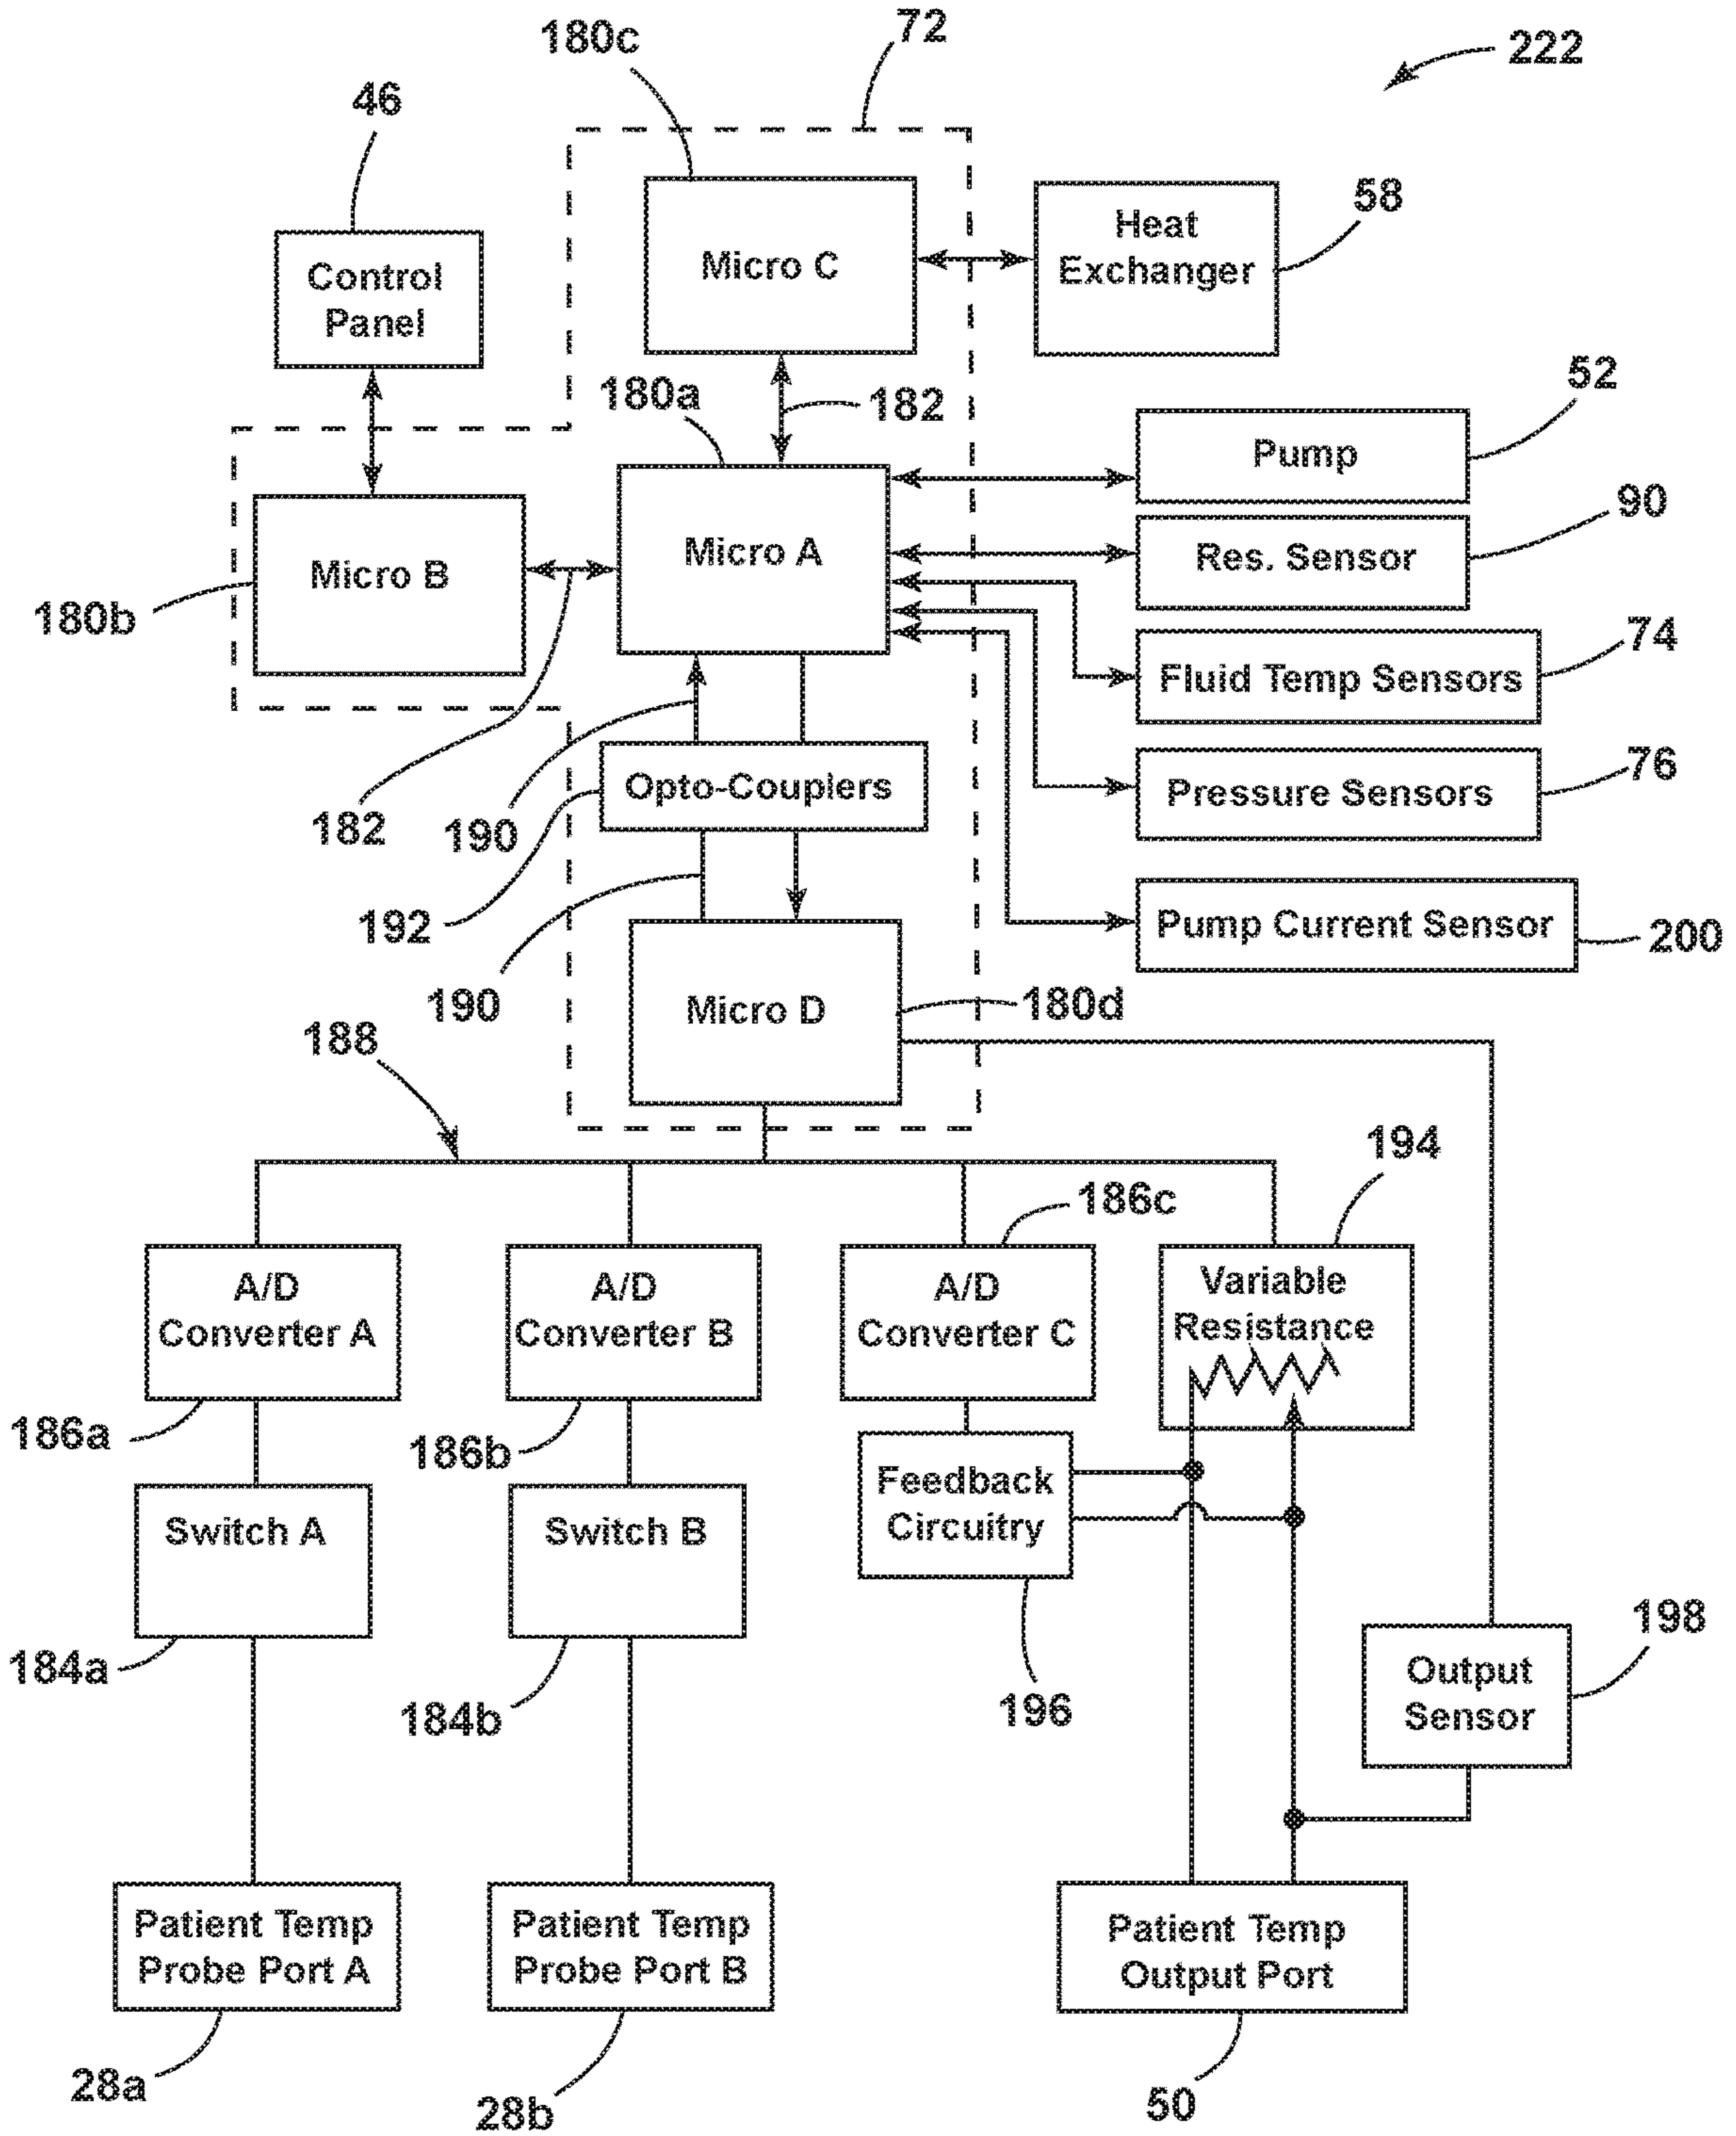 180c
72
222
46
Micro C
Heat
Exchanger
58
Control
Panel
180a
182
52
Pump
90
Micro B
Micro A
Res. Sensor
180b
74
Fluid Temp Sensors
76
Opto-Couplers
Pressure Sensors
182
190
192
Pump Current Sensor
200
190
Micro D
180d
188
194
186c
A/D
Converter A
A/D
Converter B
A/D
Converter C
Variable
Resistance
186a
186b
Feedback
Circuitry
Switch A
Switch B
184a
184b
196
198
Output
Sensor
Patient Temp
Probe Port A
Patient Temp
Probe Port B
Patient Temp
Output Port
28a
28b
50